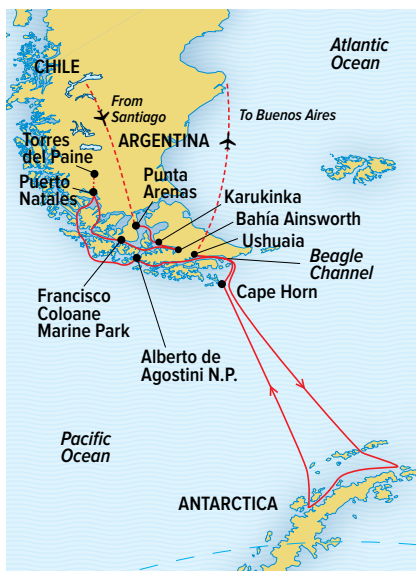 Atlantic
Ocean
CHILE
From
Santiago
To Buenos Aires
ARGENTINA
Torres
del Paine
Punta
Arenas
Puerto
Natales
Karukinka
Bahía Ainsworth
Ushuaia
Beagle
Channel
Cape Horn
Francisco
Coloane
Marine Park
Alberto de
Agostini N.P.
Pacific
Ocean
ANTARCTICA